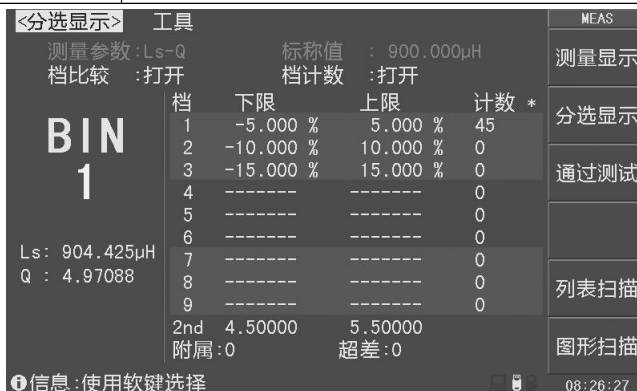 <分选显示> 工具
MEAS
测量参数:Ls-Q 标称值 : 900.000μH
测量显示
档比较 :打开 档计数 :打开
档 下限 上限 计数 *
分选显示
BIN
1
1 -5.000 % 5.000 % 45
2 -10.000 % 10.000 % 0
3 -15.000 % 15.000 % 0
通过测试
4 ------- ------- 0
5 ------- ------- 0
6 ------- ------- 0
Ls: 904.425μH
7 ------- ------- 0
Q : 4.97088
8 ------- ------- 0
列表扫描
9 ------- ------- 0
2nd 4.50000 5.50000
附属:0 超差:0
图形扫描
信息:使用软键选择
08:26:27